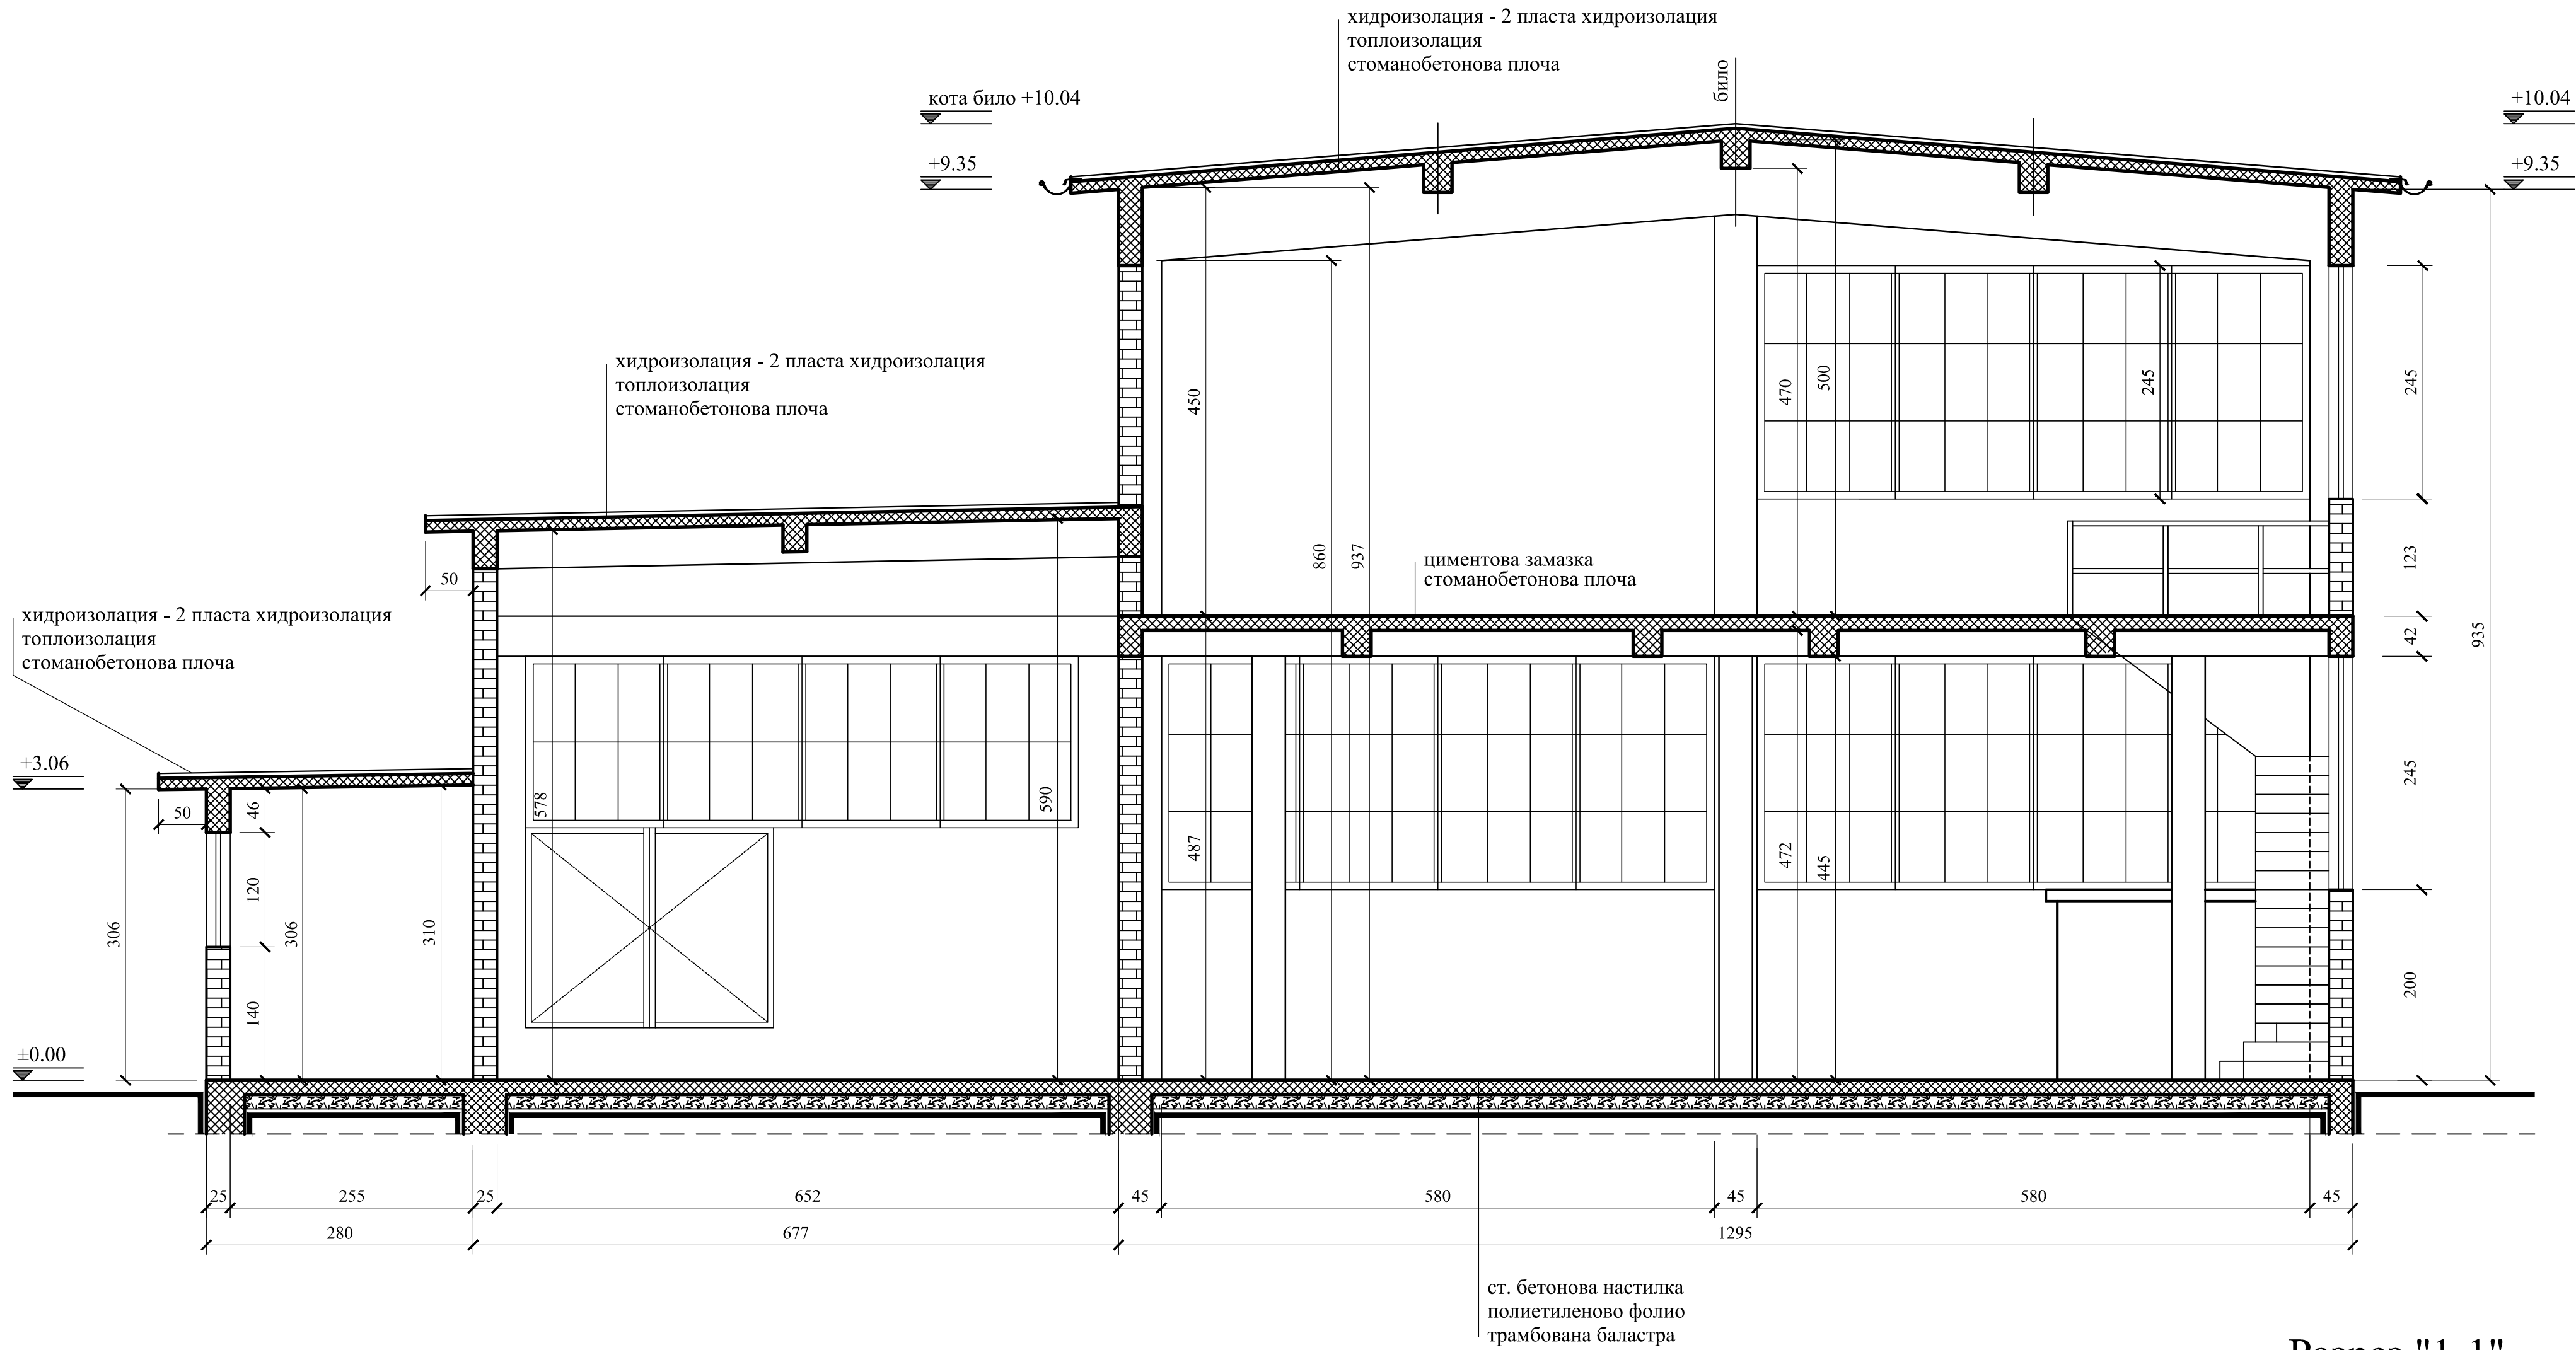 хидроизолация - 2 пласта хидроизолация
топлоизолация
стоманобетонова плоча
било
кота било +10.04
+10.04
+9.35
+9.35
хидроизолация - 2 пласта хидроизолация
топлоизолация
стоманобетонова плоча
450
470
500
245
245
50
860
937
циментова замазка
стоманобетонова плоча
123
42
935
хидроизолация - 2 пласта хидроизолация
топлоизолация
стоманобетонова плоча
+3.06
50
46
578
590
487
472
445
245
306
120
306
310
140
200
±0.00
25
255
25
652
45
580
45
580
45
280
677
1295
ст. бетонова настилка
полиетиленово фолио
трамбована баластра
Разрез "1-1"